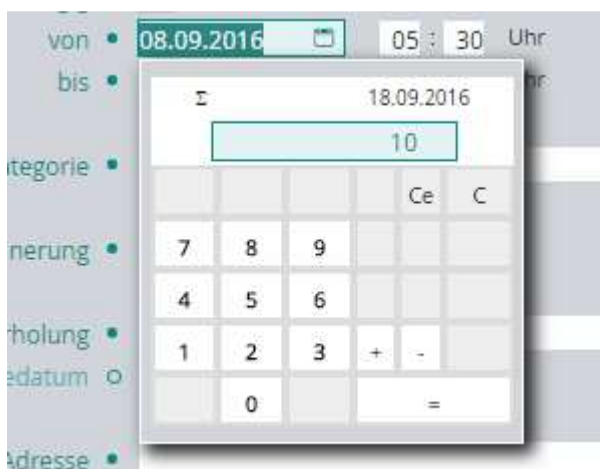 von • 08.09.2016 05 : 30 Uhr
bis •
Σ 18.09.2016
10
Ce C
7 8 9
4 5 6
1 2 3 + -
0 =
tegorie •
nerung •
rholung •
edatum o
Adresse •